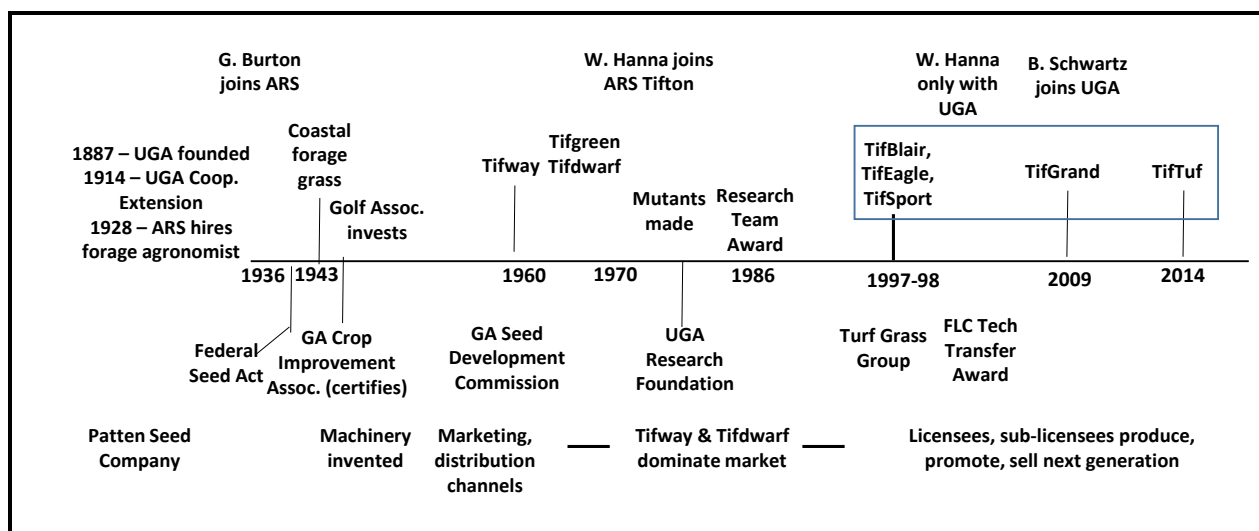 G. Burton
joins ARS
W. Hanna joins
ARS Tifton
W. Hanna
only with
UGA
B. Schwartz
joins UGA
1887 – UGA founded
1914 – UGA Coop.
Extension
1928 – ARS hires
forage agronomist
Coastal
forage
grass
Golf Assoc.
invests
Tifway
Tifgreen
Tifdwarf
Mutants
made
Research
Team
Award
TifBlair,
TifEagle,
TifSport
TifGrand
TifTuf
1936
1943
1960
1970
1986
1997-98
2009
2014
Federal
Seed Act
GA Crop
Improvement
Assoc. (certifies)
GA Seed
Development
Commission
UGA
Research
Foundation
Turf Grass
Group
FLC Tech
Transfer
Award
Patten Seed
Company
Machinery
invented
Marketing,
distribution
channels
Tifway & Tifdwarf
dominate market
Licensees, sub-licensees produce,
promote, sell next generation